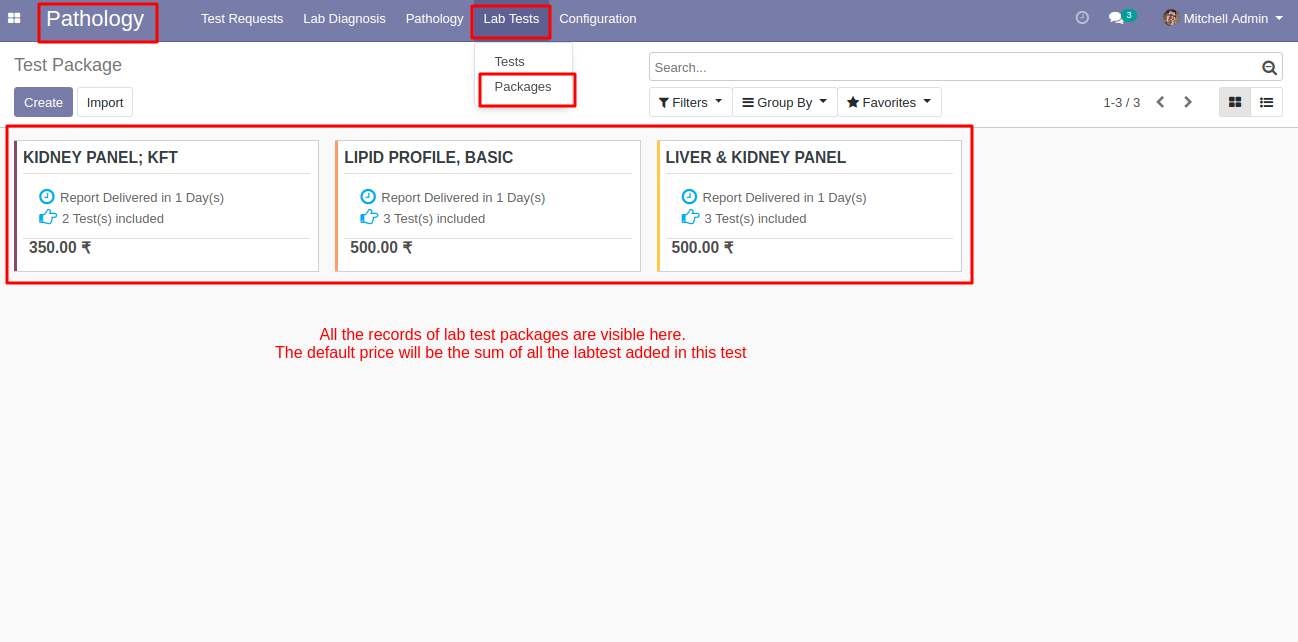 Pathology Test Requests Lab Diagnosis Pathology Lab Tests Configuration 3 Mitchell Admin
Test Package
Tests
Packages
Search...
Create Import
Filters Group By Favorites 1-3 / 3
KIDNEY PANEL; KFT
Report Delivered in 1 Day(s)
2 Test(s) included
350.00 ₹
LIPID PROFILE, BASIC
Report Delivered in 1 Day(s)
3 Test(s) included
500.00 ₹
LIVER & KIDNEY PANEL
Report Delivered in 1 Day(s)
3 Test(s) included
500.00 ₹
All the records of lab test packages are visible here.
The default price will be the sum of all the labtest added in this test